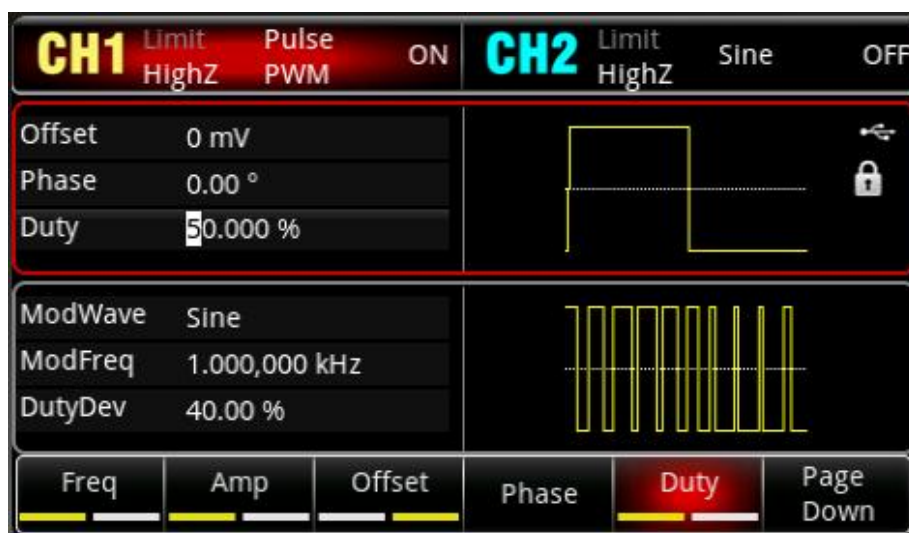 CH1 Limit Pulse ON CH2 Limit Sine OFF
HighZ PWM HighZ
Offset 0 mV
Phase 0.00 °
Duty 50.000 %
ModWave Sine
ModFreq 1.000,000 kHz
DutyDev 40.00 %
Freq Amp Offset Phase Duty Page
Down